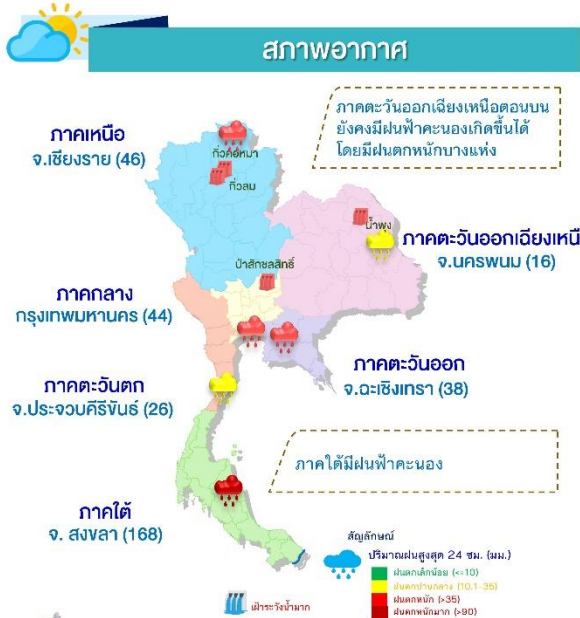 สภาพอากาศ
ภาคตะวันออกเฉียงเหนือตอนบน
ยังคงมีฝนฟ้าคะนองเกิดขึ้นได้
โดยมีฝนตกหนักบางแห่ง
ภาคเหนือ
จ.เชียงราย (46)
กิ่วคอหมา
กิ่วลม
น้ำพุง
ภาคตะวันออกเฉียงเหนื
จ.นครพนม (16)
ป่าสักชลสิทธิ์
ภาคกลาง
กรุงเทพมหานคร (44)
ภาคตะวันออก
จ.ฉะเชิงเทรา (38)
ภาคตะวันตก
จ.ประจวบคีรีขันธ์ (26)
ภาคใต้มีฝนฟ้าคะนอง
ภาคใต้
จ. สงขลา (168)
สัญลักษณ์
ปริมาณฝนสูงสุด 24 ชม. (มม.)
ฝนตกเล็กน้อย (<=10)
ฝนตกปานกลาง (10.1-35)
ฝนตกหนัก (>35)
ฝนตกหนักมาก (>90)
เฝ้าระวังน้ำมาก